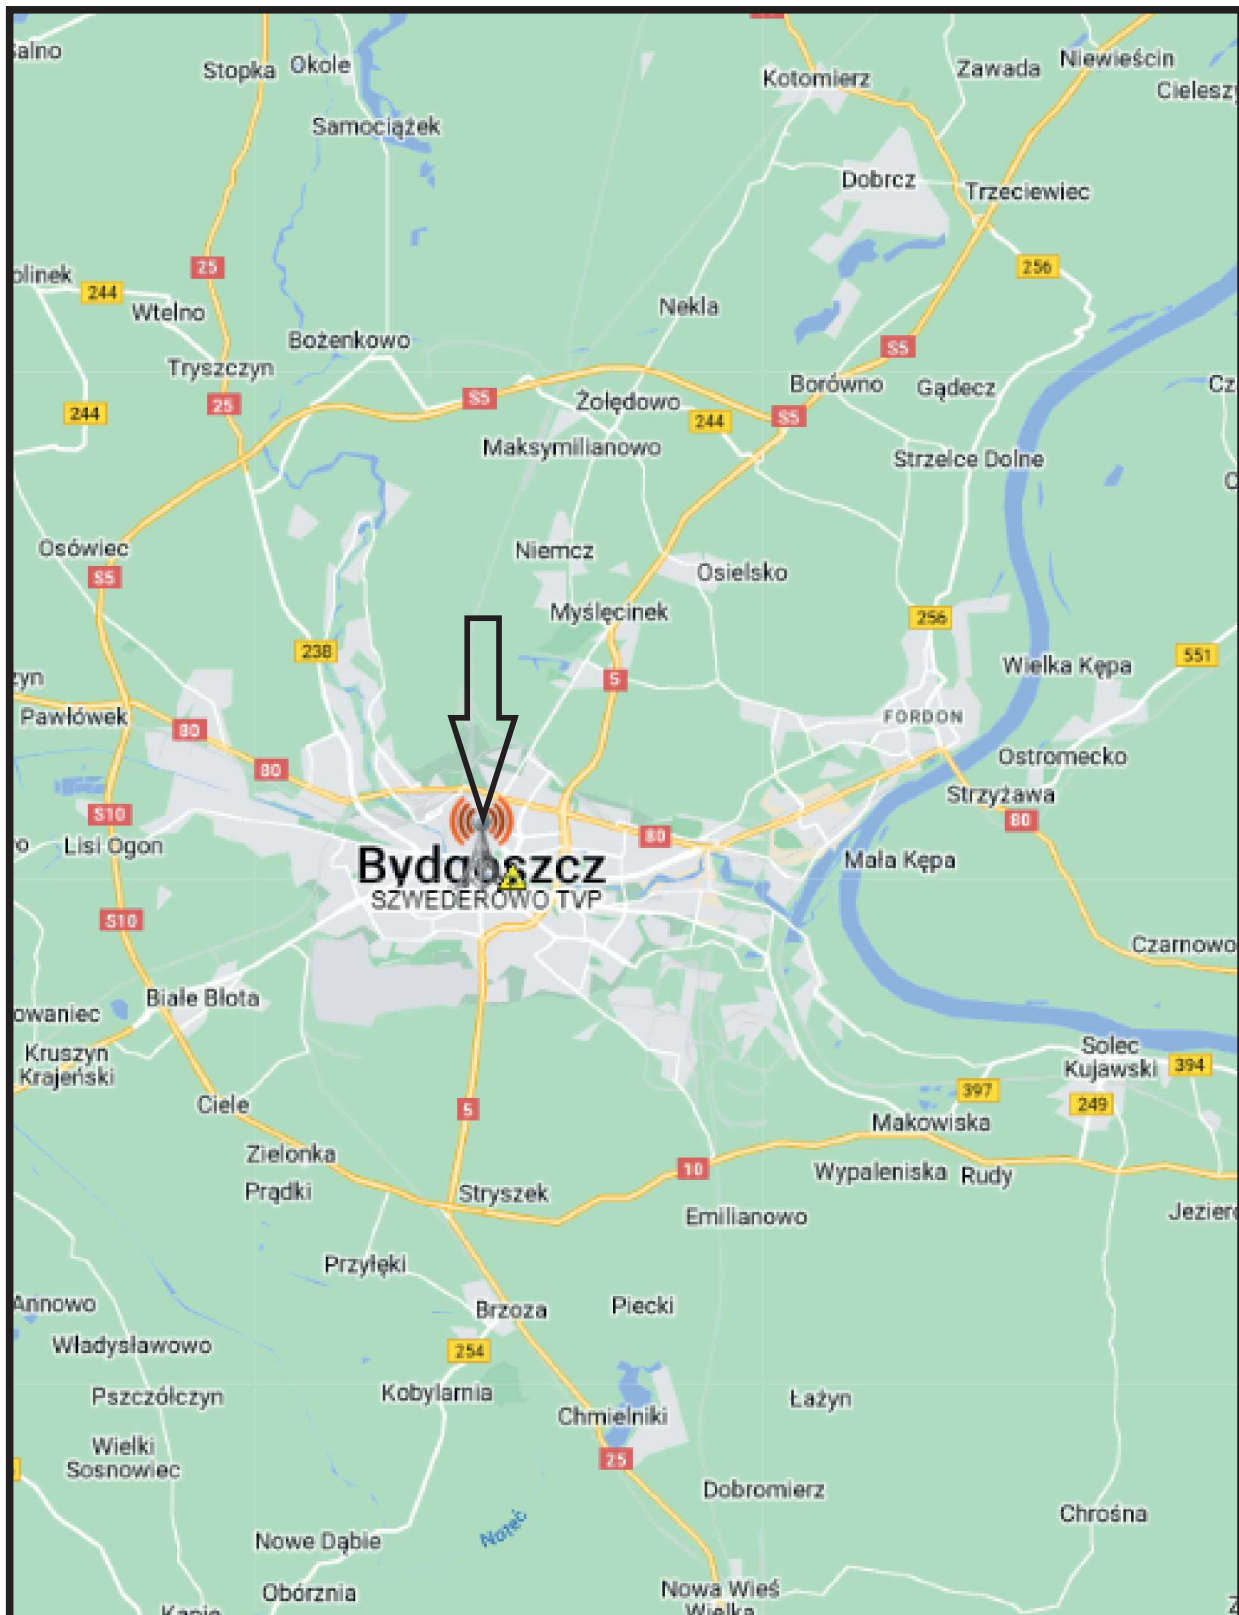 Stopka
Okole
Samociążek
Kotomierz
Zawada
Niewieścin
Dobrcz
Trzeciewiec
25
256
244
Wtelno
Nekla
Bożenkowo
S5
Tryszczyn
Borówno
Gądecz
25
S5
Żołędowo
244
244
S5
Maksymilianowo
Strzelce Dolne
Osówiec
Niemcz
S5
Osielsko
Myślęcinek
256
238
551
Wielka Kępa
5
Pawłówek
80
FORDON
80
Ostromecko
Strzyżawa
S10
80
80
Lisi Ogon
Mała Kępa
Bydgoszcz
SZWEDEROWO TVP
S10
Czarnowo
Białe Błota
Kruszyn
Krajeński
Solec
Kujawski
394
397
249
Ciele
5
Makowiska
Zielonka
10
Wypaleniska
Rudy
Prądki
Stryszek
Emilianowo
Przyłęki
Annowo
Brzoza
Piecki
Władysławowo
254
Pszczółczyn
Kobylarnia
Łażyn
Chmielniki
Wielki
Sosnowiec
25
Dobromierz
Chrośna
Noteć
Nowe Dąbie
Obórznia
Nowa Wieś
Wielka